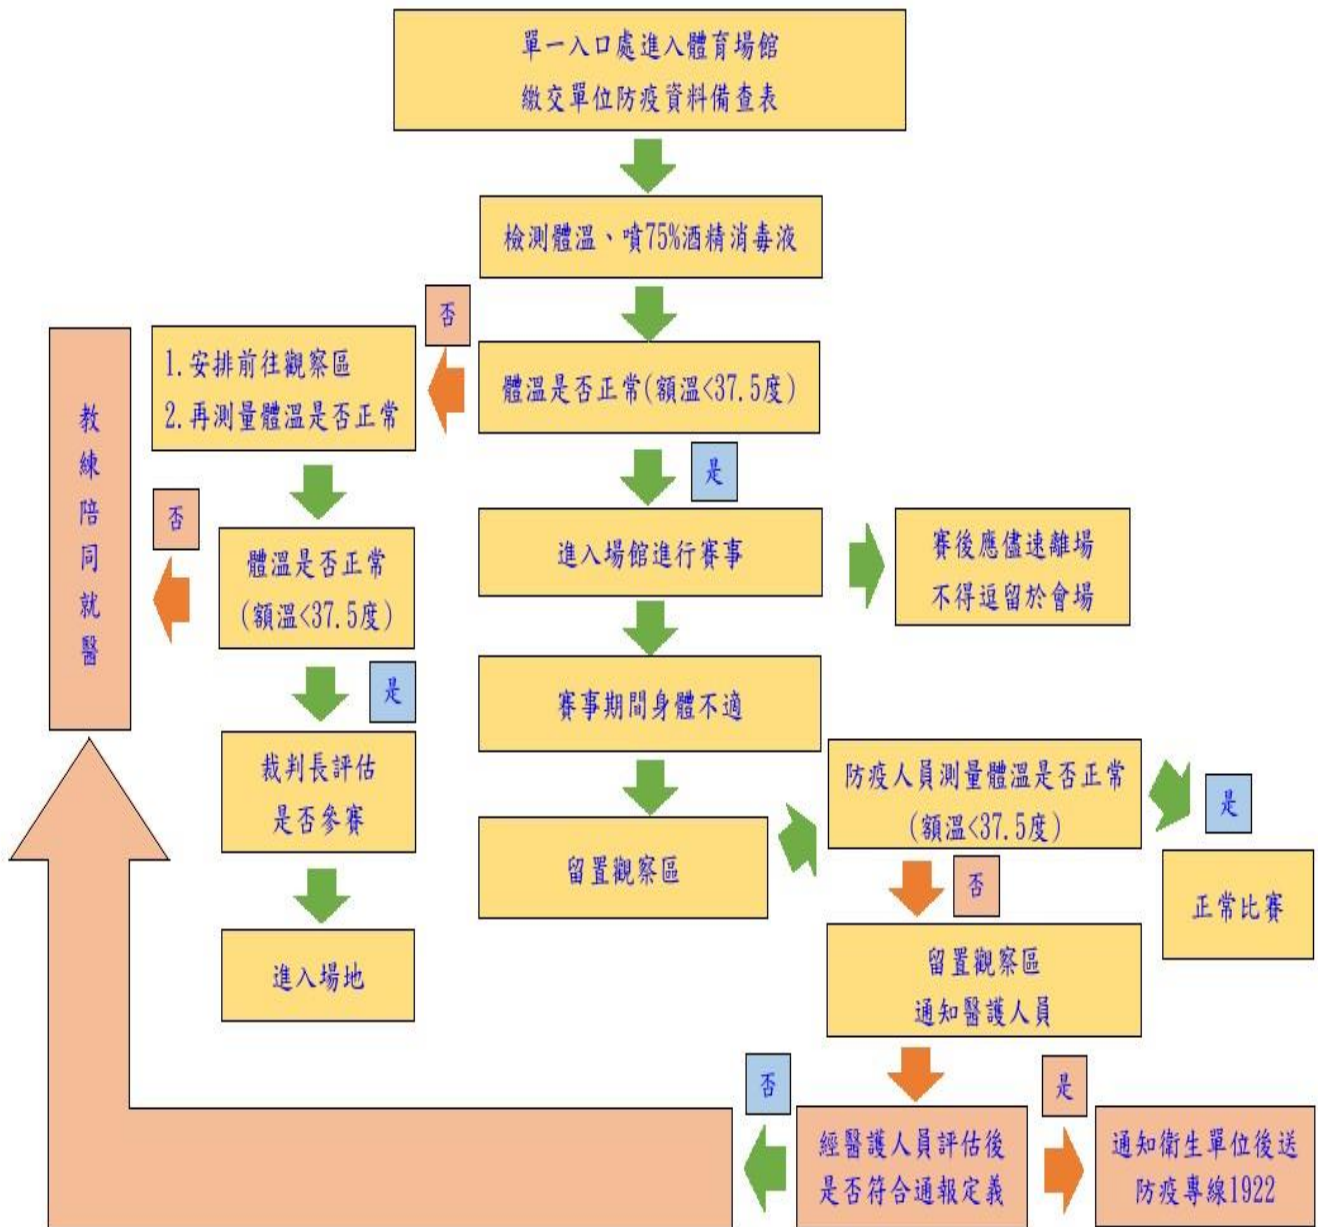 單一入口處進入體育場館
繳交單位防疫資料備查表
檢測體溫、噴75%酒精消毒液
否
體溫是否正常(額溫<37.5度)
1.安排前往觀察區
2.再測量體溫是否正常
教練陪同就醫
是
否
體溫是否正常
(額溫<37.5度)
進入場館進行賽事
賽後應儘速離場
不得逗留於會場
是
賽事期間身體不適
裁判長評估
是否參賽
防疫人員測量體溫是否正常
(額溫<37.5度)
是
留置觀察區
否
正常比賽
進入場地
留置觀察區
通知醫護人員
否
是
經醫護人員評估後
是否符合通報定義
通知衛生單位後送
防疫專線1922